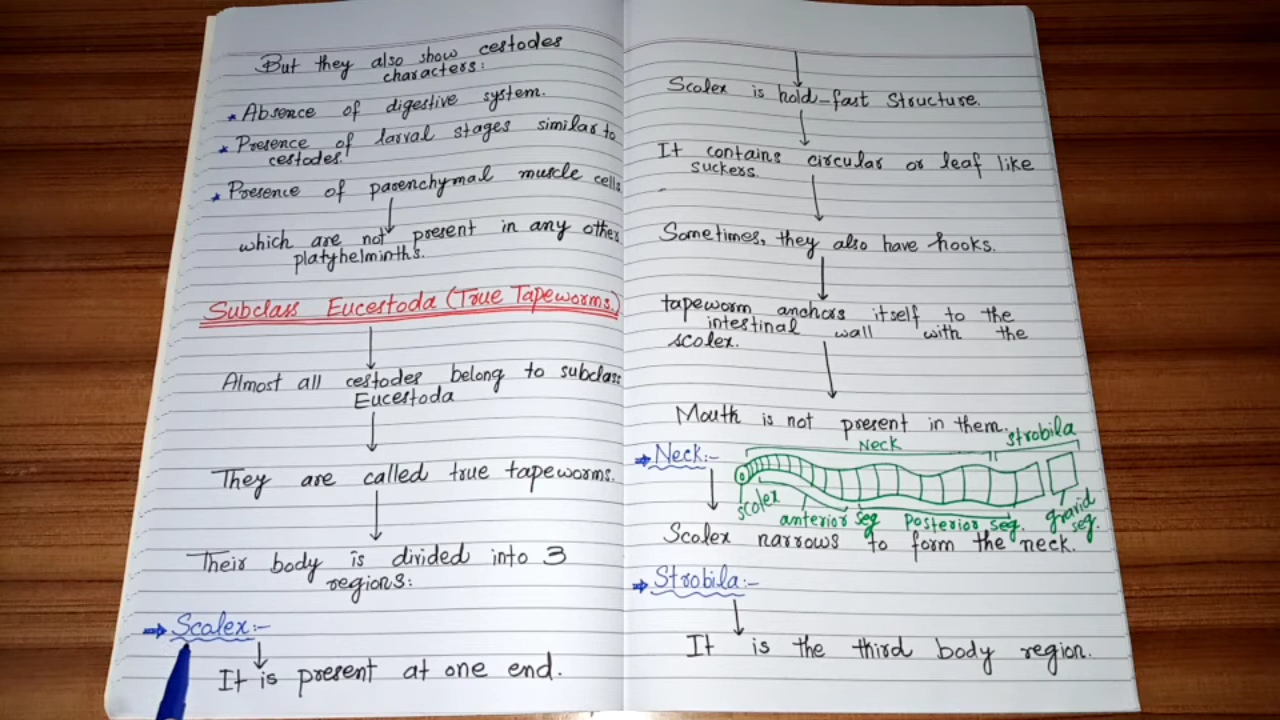 But they also show cestodes
characters:
★ Absence of digestive system.
★ Presence of larval stages similar to
cestodes.
★ Presence of parenchymal muscle cells
↓
which are not present in any other
platyhelminths.
Subclass Eucestoda (True Tapeworms.)
↓
Almost all cestodes belong to subclass
Eucestoda
↓
They are called true tapeworms.
↓
Their body is divided into 3
regions:
⇒ Scolex:-
↓
It is present at one end.
↓
Scolex is hold-fast structure.
↓
It contains circular or leaf like
suckers.
↓
Sometimes, they also have hooks.
↓
tapeworm anchors itself to the
intestinal wall with the
scolex.
↓
Mouth is not present in them.
⇒ Neck:-
Neck
strobila
scolex
anterior seg
Posterior seg.
gravid
seg.
↓
Scolex narrows to form the neck.
⇒ Strobila:-
↓
It is the third body region.